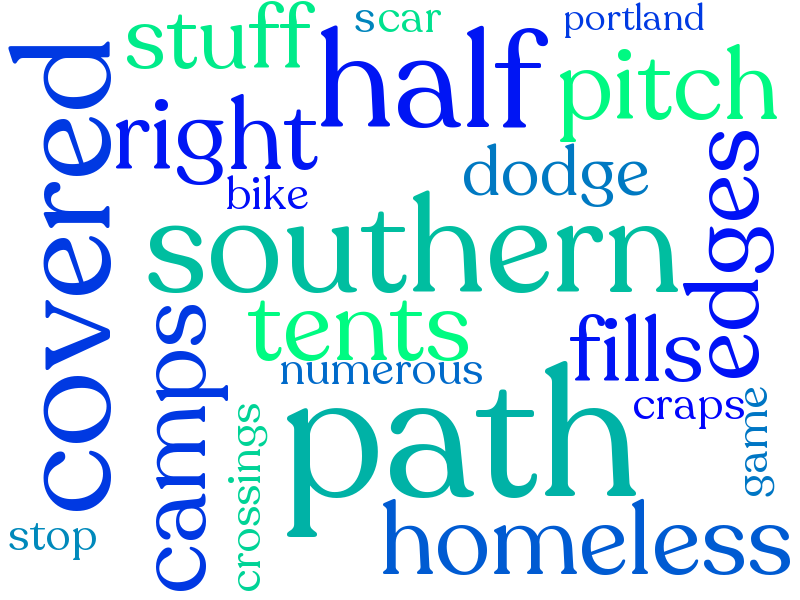 stuff
scar
portland
half
pitch
covered
right
dodge
edges
bike
southern
tents
camps
fills
numerous
path
craps
game
crossings
homeless
stop